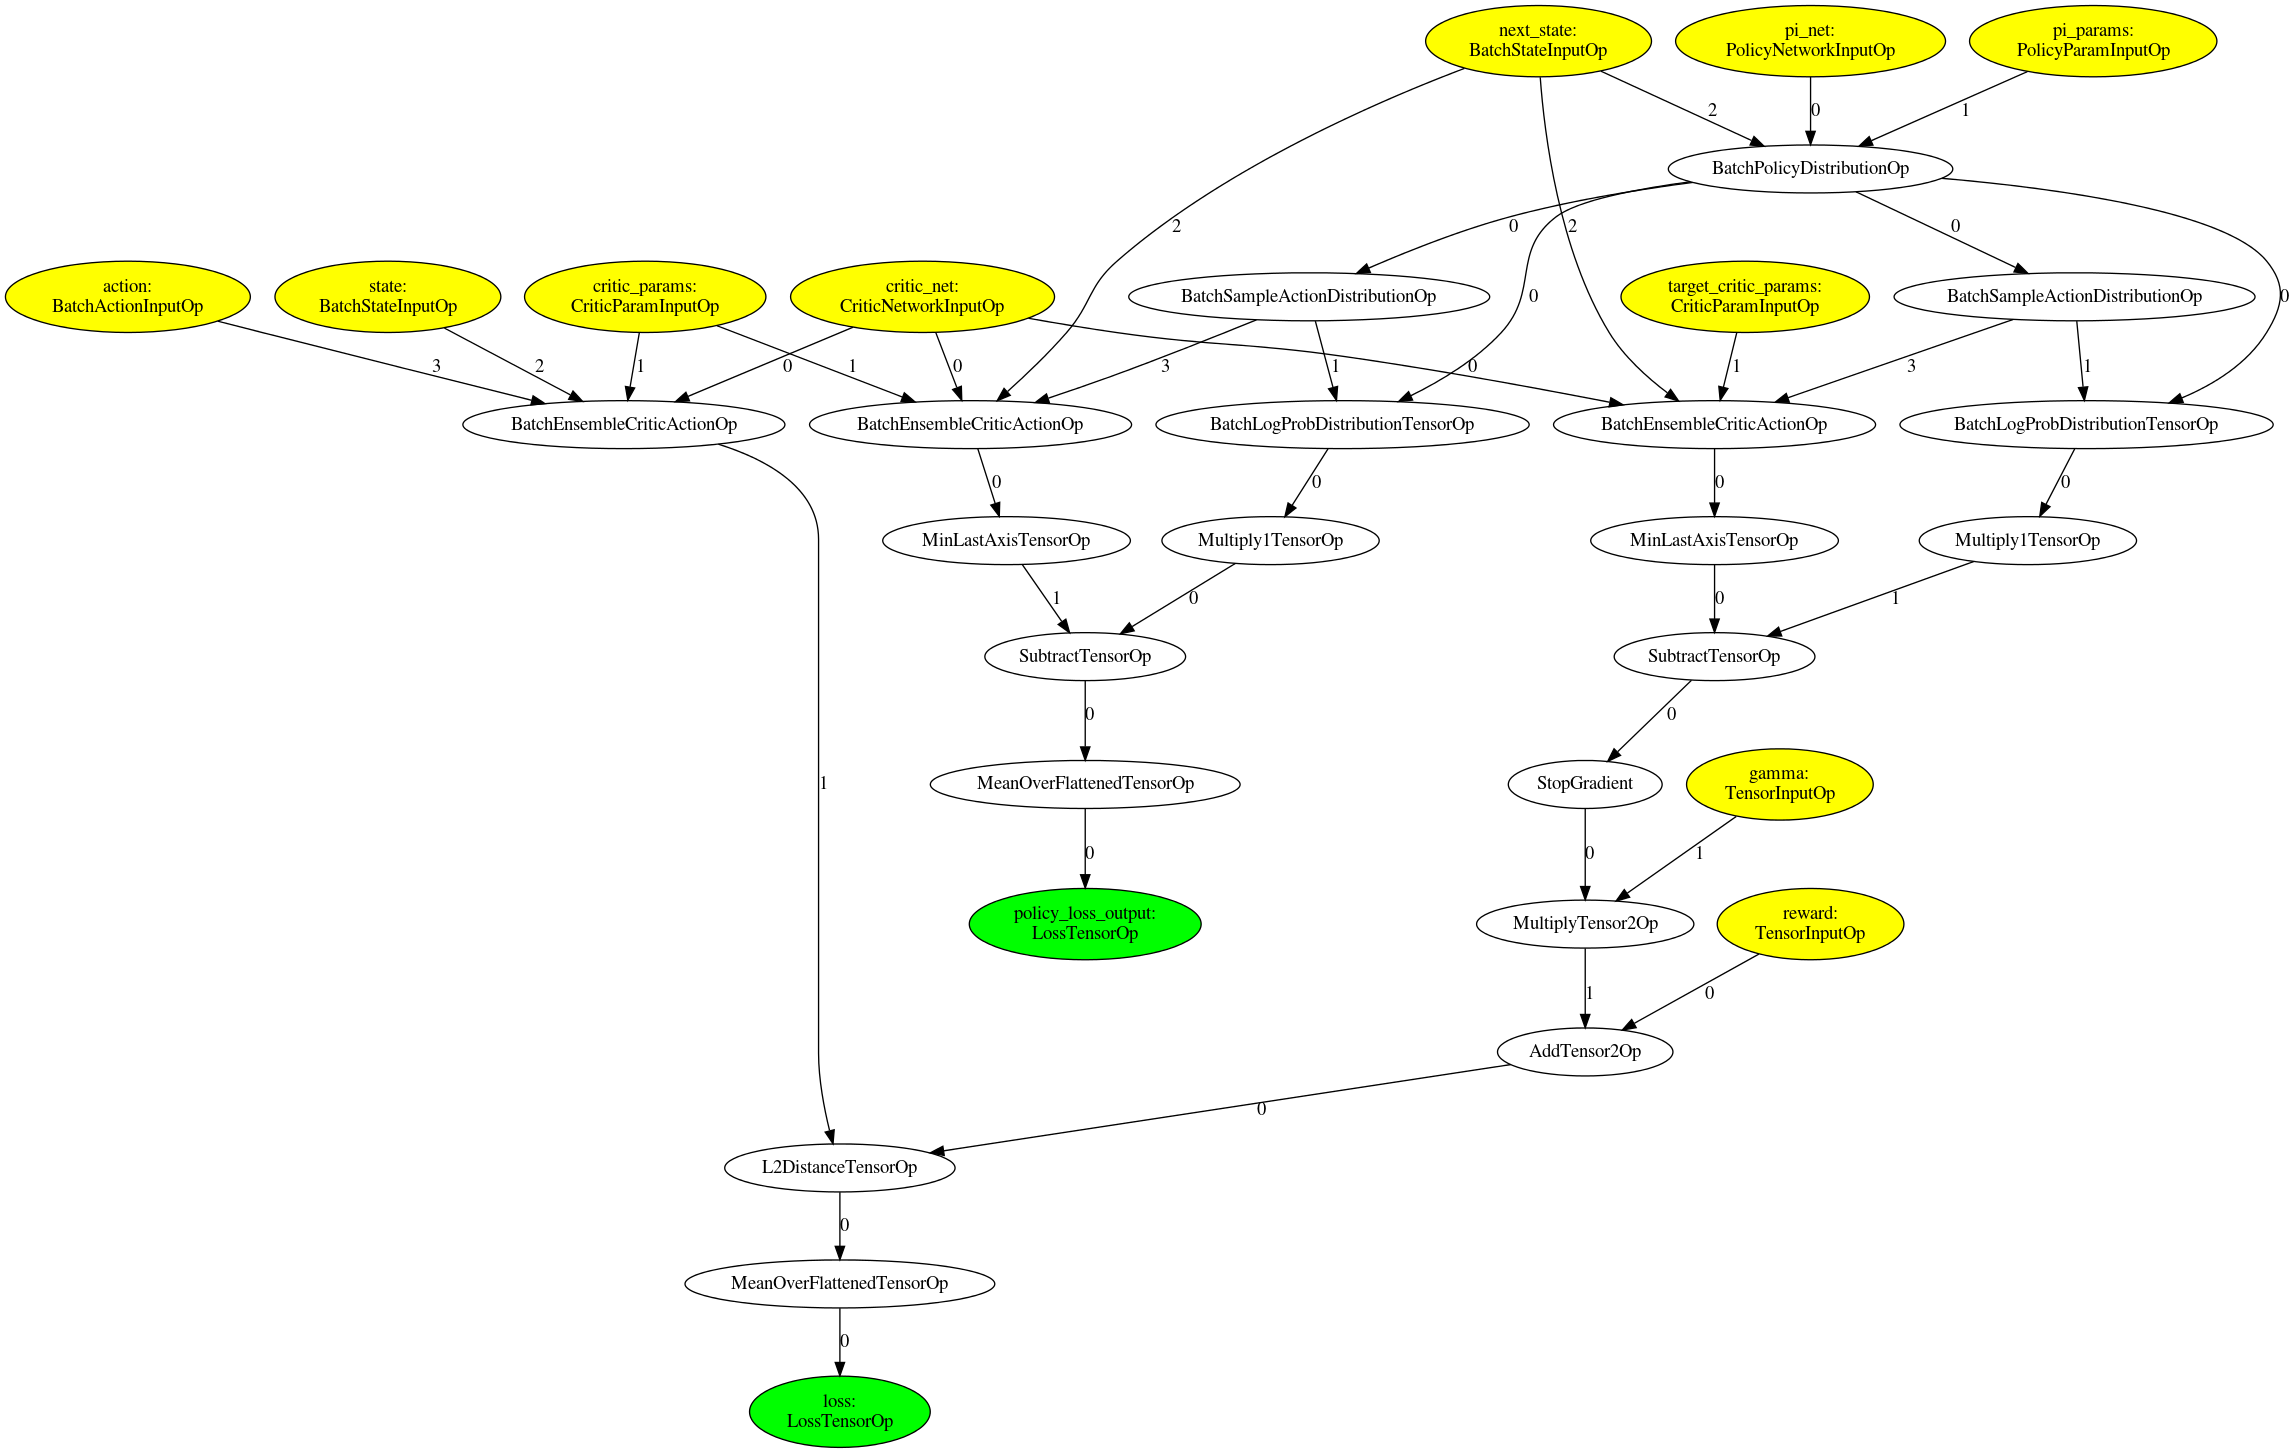 next_state:
BatchStateInputOp
pi_net:
PolicyNetworkInputOp
pi_params:
PolicyParamInputOp
2
0
1
BatchPolicyDistributionOp
2
0
2
0
action:
BatchActionInputOp
state:
BatchStateInputOp
critic_params:
CriticParamInputOp
critic_net:
CriticNetworkInputOp
BatchSampleActionDistributionOp
0
target_critic_params:
CriticParamInputOp
BatchSampleActionDistributionOp
0
3
2
1
0
1
0
3
1
0
1
3
1
BatchEnsembleCriticActionOp
BatchEnsembleCriticActionOp
BatchLogProbDistributionTensorOp
BatchEnsembleCriticActionOp
BatchLogProbDistributionTensorOp
0
0
0
0
MinLastAxisTensorOp
Multiply1TensorOp
MinLastAxisTensorOp
Multiply1TensorOp
1
0
0
1
SubtractTensorOp
SubtractTensorOp
0
0
1
MeanOverFlattenedTensorOp
StopGradient
gamma:
TensorInputOp
0
0
1
policy_loss_output:
LossTensorOp
MultiplyTensor2Op
reward:
TensorInputOp
1
0
AddTensor2Op
0
L2DistanceTensorOp
0
MeanOverFlattenedTensorOp
0
loss:
LossTensorOp